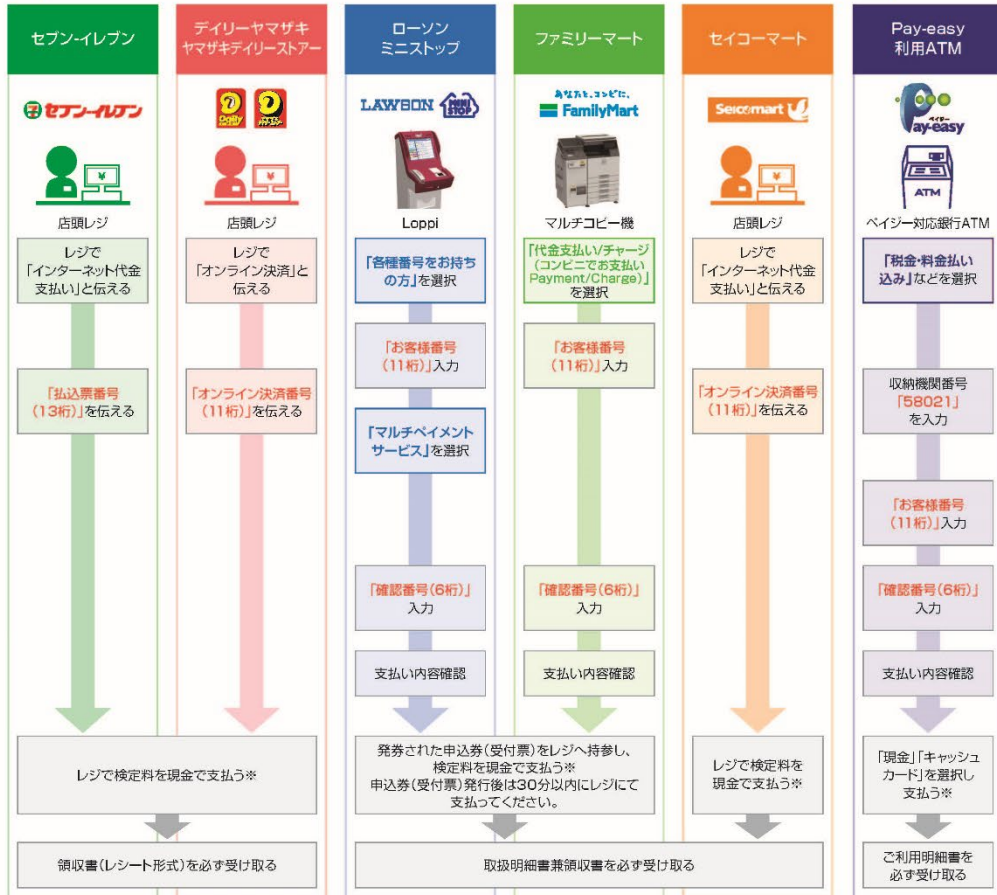 セブン-イレブン
セブン-イレブン
店頭レジ
レジで
「インターネット代金
支払い」と伝える
「払込票番号
(13桁)」を伝える
デイリーヤマザキ
ヤマザキデイリーストアー
Daily
店頭レジ
レジで
「オンライン決済」と
伝える
「オンライン決済番号
(11桁)」を伝える
レジで検定料を現金で支払う※
領収書(レシート形式)を必ず受け取る
ローソン
ミニストップ
LAWSON
MINI
STOP
Loppi
「各種番号をお持ち
の方」を選択
「お客様番号
(11桁)」入力
「マルチペイメント
サービス」を選択
「確認番号(6桁)」
入力
支払い内容確認
ファミリーマート
あなたと、コンビに、
FamilyMart
マルチコピー機
「代金支払い/チャージ
(コンビニでお支払い
Payment/Charge)」
を選択
「お客様番号
(11桁)」入力
「確認番号(6桁)」
入力
支払い内容確認
発券された申込券(受付票)をレジへ持参し、
検定料を現金で支払う※
申込券(受付票)発行後は30分以内にレジにて
支払ってください。
セイコーマート
Seicomart
店頭レジ
レジで
「インターネット代金
支払い」と伝える
「オンライン決済番号
(11桁)」を伝える
レジで検定料を
現金で支払う※
取扱明細書兼領収書を必ず受け取る
Pay-easy
利用ATM
ペイジー
Pay-easy
ATM
ペイジー対応銀行ATM
「税金・料金払い
込み」などを選択
収納機関番号
「58021」
を入力
「お客様番号
(11桁)」入力
「確認番号(6桁)」
入力
支払い内容確認
「現金」「キャッシュ
カード」を選択し
支払う※
ご利用明細書を
必ず受け取る